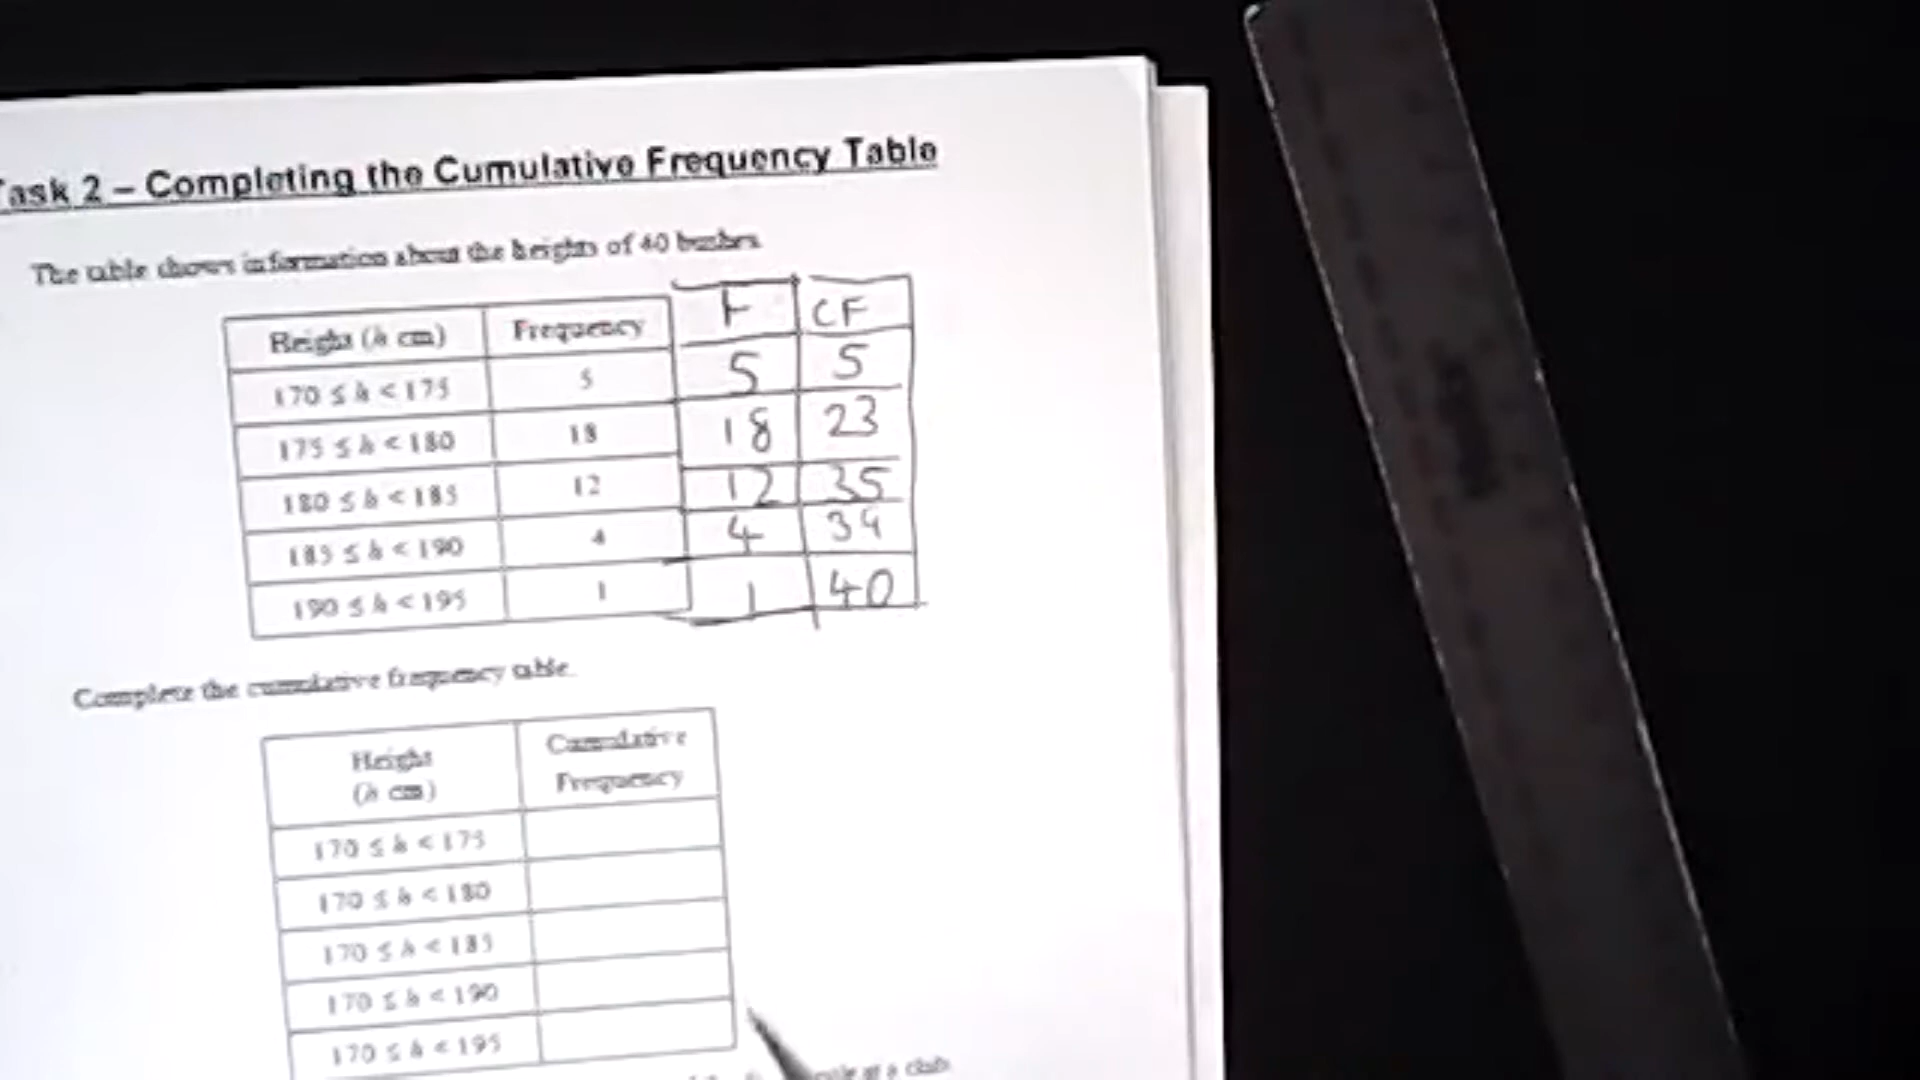 Task 2 – Completing the Cumulative Frequency Table
The table shows information about the heights of 40 bushes.
Height (h cm) Frequency F CF
170 ≤ h < 175 5 5 5
175 ≤ h < 180 18 18 23
180 ≤ h < 185 12 12 35
185 ≤ h < 190 4 4 39
190 ≤ h < 195 1 1 40
Complete the cumulative frequency table.
Height Cumulative
(h cm) Frequency
170 ≤ h < 175
170 ≤ h < 180
170 ≤ h < 185
170 ≤ h < 190
170 ≤ h < 195
at a club